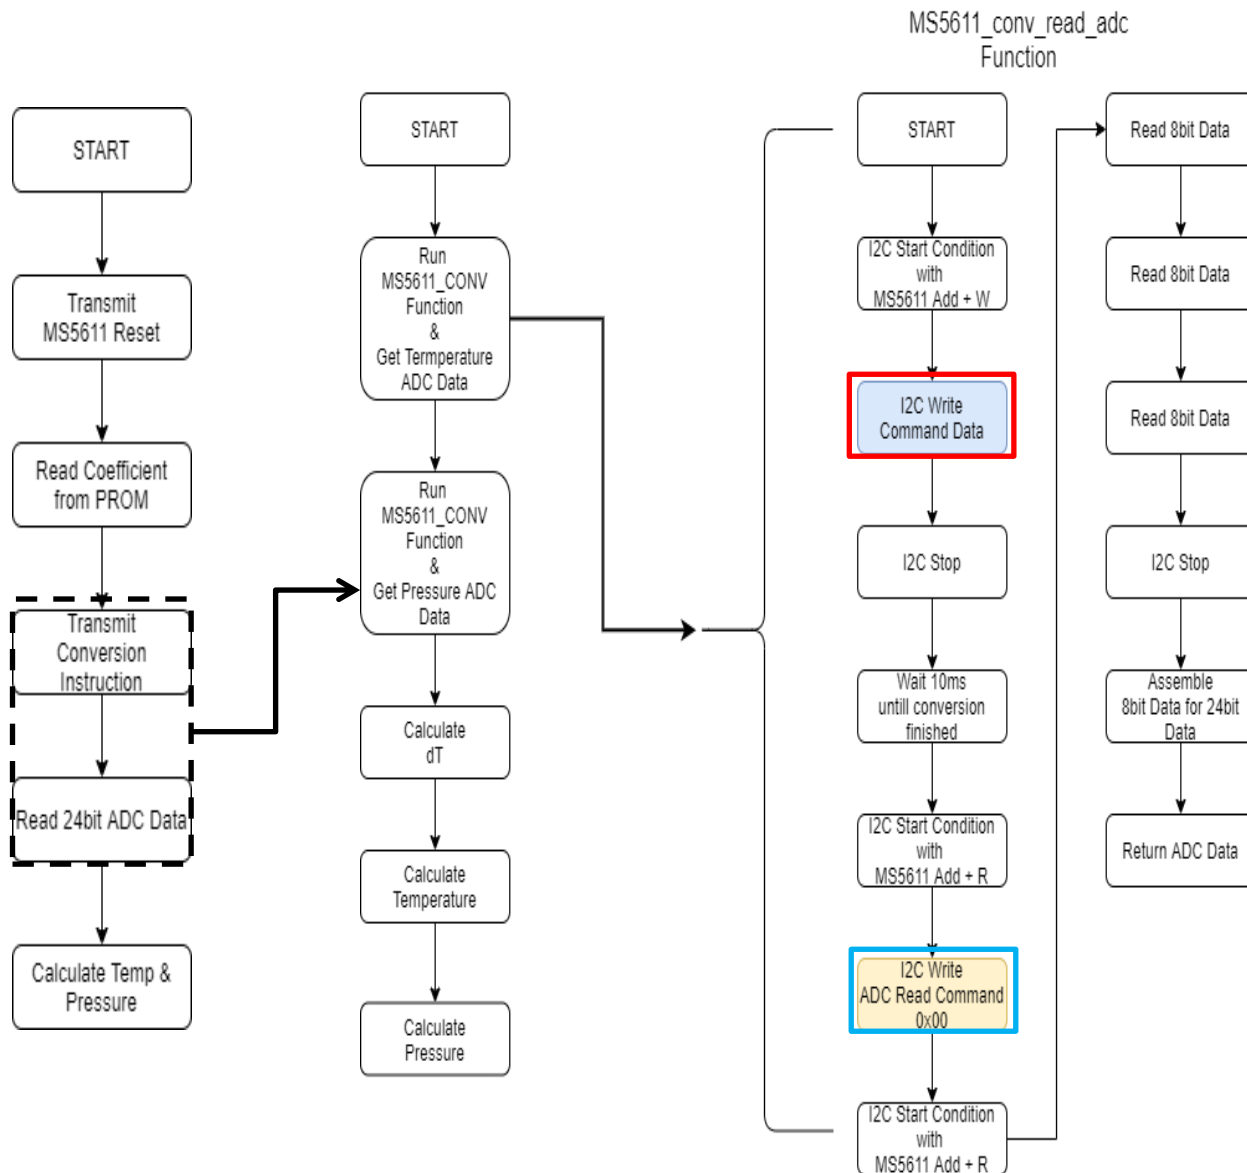 MS5611_conv_read_adc
Function
START
Transmit
MS5611 Reset
Read Coefficient
from PROM
Transmit
Conversion
Instruction
Read 24bit ADC Data
Calculate Temp &
Pressure
START
Run
MS5611_CONV
Function
&
Get Termperature
ADC Data
Run
MS5611_CONV
Function
&
Get Pressure ADC
Data
Calculate
dT
Calculate
Temperature
Calculate
Pressure
START
I2C Start Condition
with
MS5611 Add + W
I2C Write
Command Data
I2C Stop
Wait 10ms
untill conversion
finished
I2C Start Condition
with
MS5611 Add + R
I2C Write
ADC Read Command
0x00
I2C Start Condition
with
MS5611 Add + R
Read 8bit Data
Read 8bit Data
Read 8bit Data
I2C Stop
Assemble
8bit Data for 24bit
Data
Return ADC Data